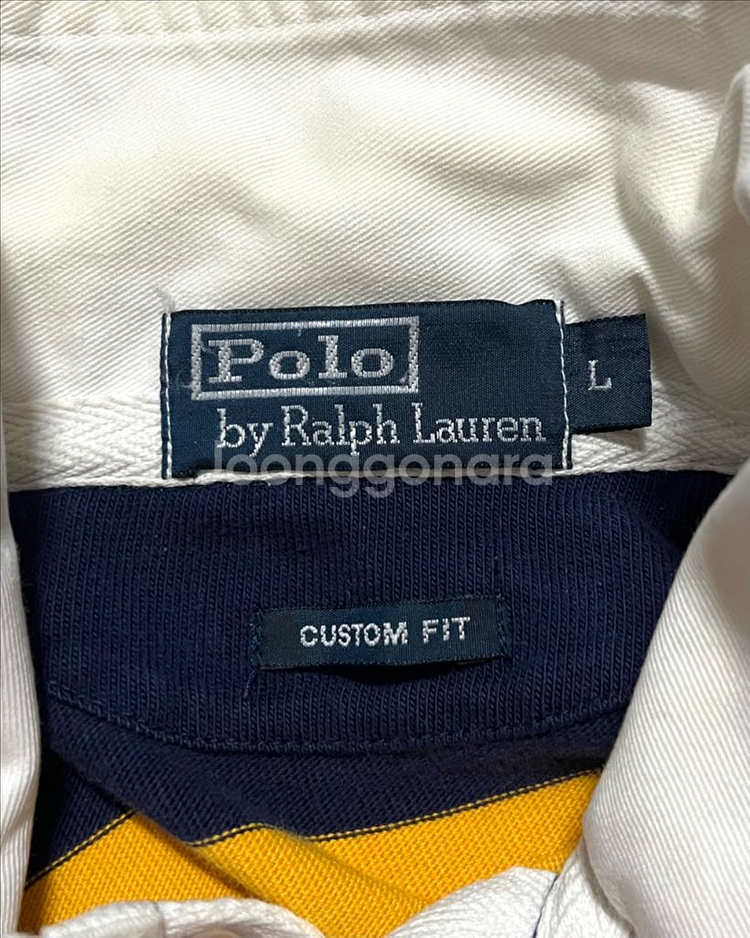 Polo
by Ralph Lauren
L
joonggonara
CUSTOM FIT